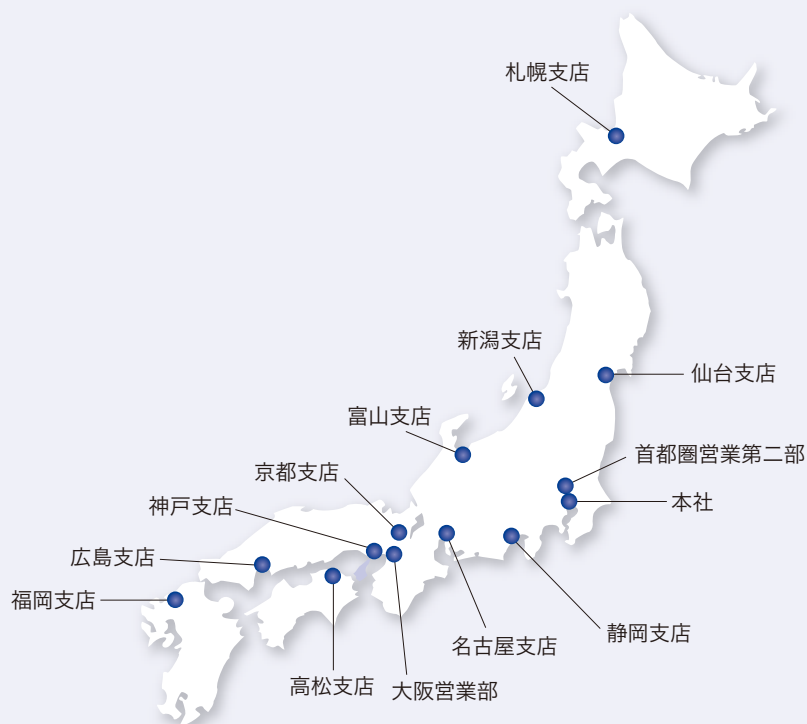 札幌支店
新潟支店
仙台支店
富山支店
首都圏営業第二部
京都支店
本社
神戸支店
広島支店
福岡支店
静岡支店
名古屋支店
高松支店
大阪営業部